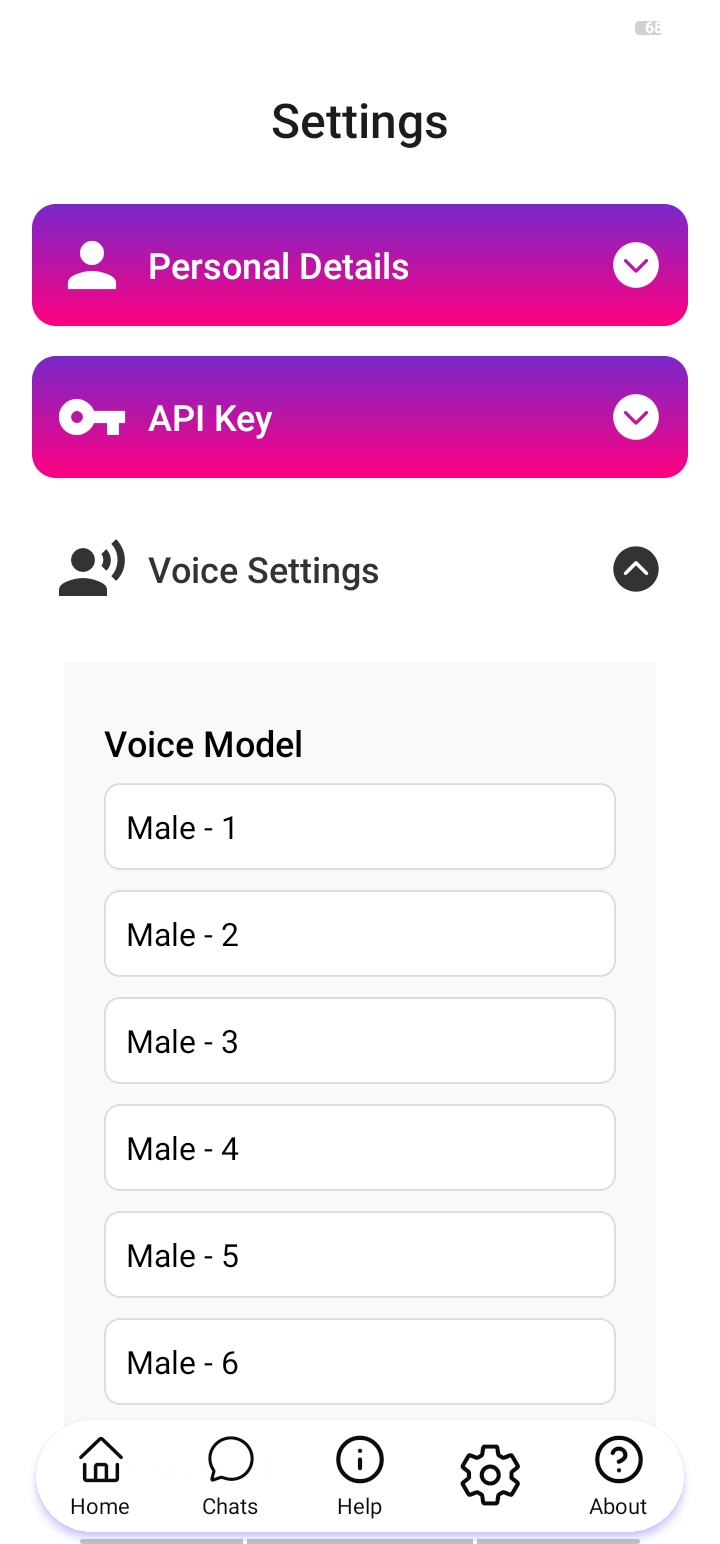 68
Settings
Personal Details
API Key
Voice Settings
Voice Model
Male - 1
Male - 2
Male - 3
Male - 4
Male - 5
Male - 6
Home
Chats
Help
About